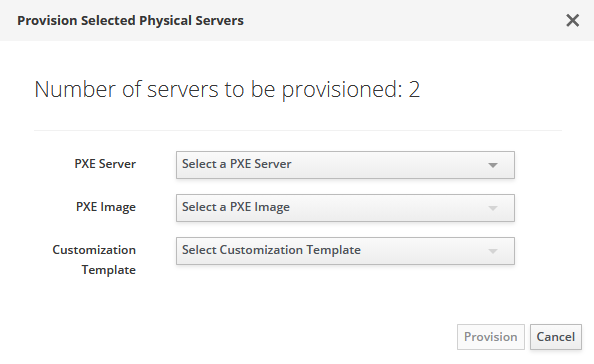 Provision Selected Physical Servers
Number of servers to be provisioned: 2
PXE Server
Select a PXE Server
PXE Image
Select a PXE Image
Customization
Template
Select Customization Template
Provision
Cancel